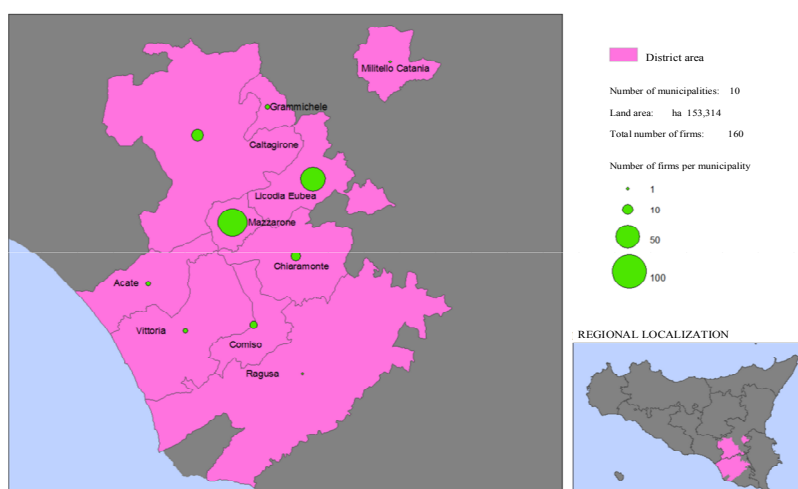 Militello Catania
Grammichele
Caltagirone
Licodia Eubea
Mazzarone
Chiaramonte
Acate
Vittoria
Comiso
Ragusa
District area
Number of municipalities: 10
Land area: ha 153,314
Total number of firms: 160
Number of firms per municipality
1
10
50
100
REGIONAL LOCALIZATION